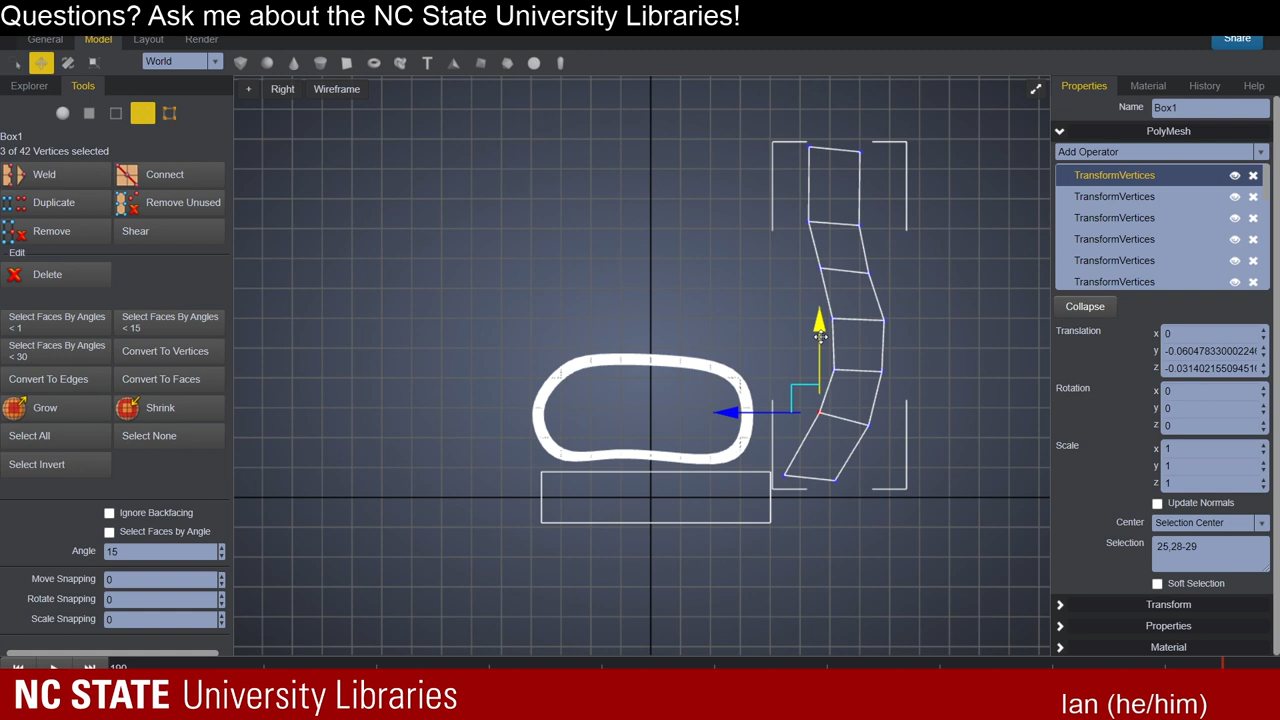 Questions? Ask me about the NC State University Libraries!
General Model Layout Render Share
World
Explorer Tools
+ Right Wireframe
Properties Material History Help
Name Box1
PolyMesh
Box1
3 of 42 Vertices selected
Add Operator
Weld Connect
TransformVertices
Duplicate Remove Unused
TransformVertices
TransformVertices
Remove Shear
TransformVertices
Edit
TransformVertices
Delete
TransformVertices
Collapse
Select Faces By Angles < 1
Select Faces By Angles < 15
Translation x 0
y -0.06047833000224
z -0.031402155094516
Select Faces By Angles < 30
Convert To Vertices
Convert To Edges Convert To Faces
Rotation x 0
y 0
z 0
Grow Shrink
Select All Select None
Scale x 1
y 1
z 1
Select Invert
Update Normals
Ignore Backfacing
Center Selection Center
Select Faces by Angle
Selection 25,28-29
Angle 15
Move Snapping 0
Soft Selection
Rotate Snapping 0
Transform
Scale Snapping 0
Properties
Material
190
NC STATE University Libraries
Ian (he/him)